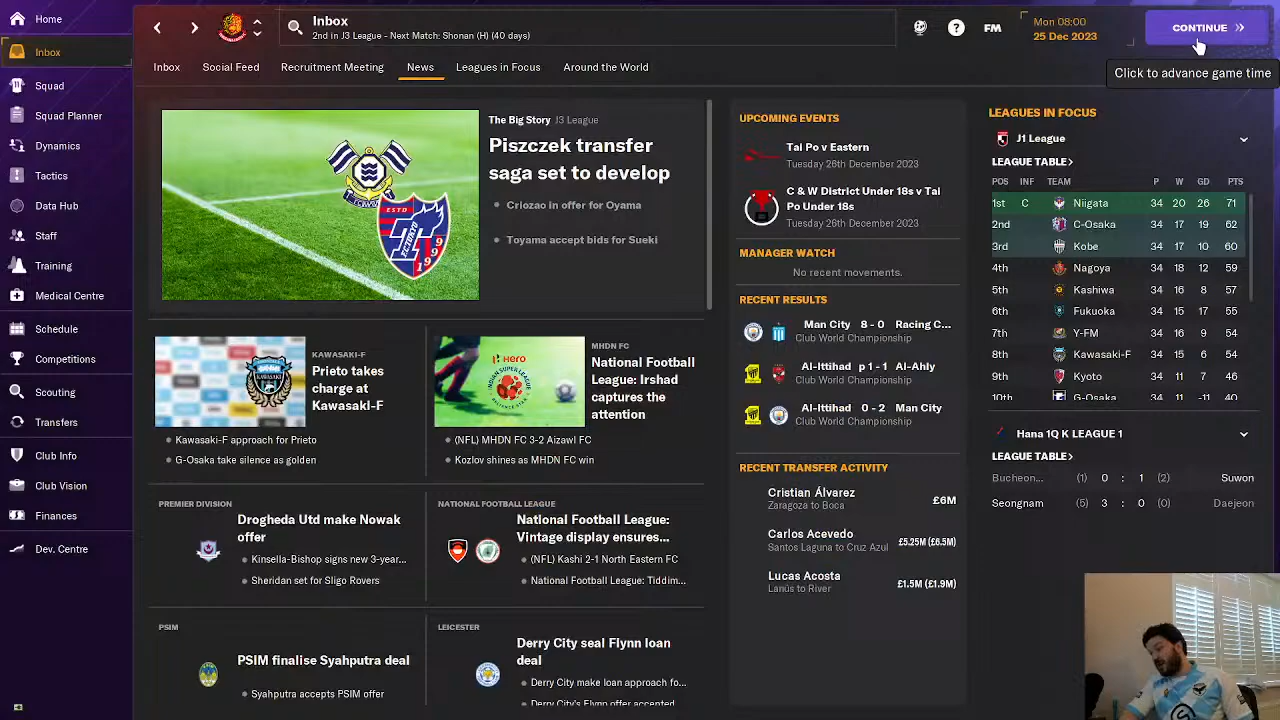 Home
Inbox
Squad
Squad Planner
Dynamics
Tactics
Data Hub
Staff
Training
Medical Centre
Schedule
Competitions
Scouting
Transfers
Club Info
Club Vision
Finances
Dev. Centre
Inbox
2nd in J3 League - Next Match: Shonan (H) (40 days)
?
FM
Mon 08:00
25 Dec 2023
CONTINUE
Click to advance game time
Inbox
Social Feed
Recruitment Meeting
News
Leagues in Focus
Around the World
The Big Story J3 League
Piszczek transfer
saga set to develop
Criozao in offer for Oyama
Toyama accept bids for Sueki
KAWASAKI-F
Prieto takes
charge at
Kawasaki-F
Kawasaki-F approach for Prieto
G-Osaka take silence as golden
MHDN FC
National Football
League: Irshad
captures the
attention
(NFL) MHDN FC 3-2 Aizawl FC
Kozlov shines as MHDN FC win
PREMIER DIVISION
Drogheda Utd make Nowak
offer
Kinsella-Bishop signs new 3-year...
Sheridan set for Sligo Rovers
NATIONAL FOOTBALL LEAGUE
National Football League:
Vintage display ensures...
(NFL) Kashi 2-1 North Eastern FC
National Football League: Tiddim...
PSIM
PSIM finalise Syahputra deal
Syahputra accepts PSIM offer
LEICESTER
Derry City seal Flynn loan
deal
Derry City make loan approach fo...
Derry City's Flynn offer accepted
UPCOMING EVENTS
Tai Po v Eastern
Tuesday 26th December 2023
C & W District Under 18s v Tai
Po Under 18s
Tuesday 26th December 2023
MANAGER WATCH
No recent movements.
RECENT RESULTS
Man City 8 - 0 Racing C...
Club World Championship
Al-Ittihad p 1 - 1 Al-Ahly
Club World Championship
Al-Ittihad 0 - 2 Man City
Club World Championship
RECENT TRANSFER ACTIVITY
Cristian Álvarez £6M
Zaragoza to Boca
Carlos Acevedo £5.25M (£6.5M)
Santos Laguna to Cruz Azul
Lucas Acosta £1.5M (£1.9M)
Lanús to River
LEAGUES IN FOCUS
J1 League
LEAGUE TABLE>
POS INF TEAM P W GD PTS
1st C Niigata 34 20 26 71
2nd C-Osaka 34 17 19 62
3rd Kobe 34 17 10 60
4th Nagoya 34 18 12 59
5th Kashiwa 34 16 8 57
6th Fukuoka 34 15 17 55
7th Y-FM 34 16 9 54
8th Kawasaki-F 34 15 5 54
9th Kyoto 34 11 7 46
10th G-Osaka 34 11 -7 40
Hana 1Q K LEAGUE 1
LEAGUE TABLE>
Bucheon... (1) 0 : 1 (2) Suwon
Seongnam (5) 3 : 0 (0) Daejeon